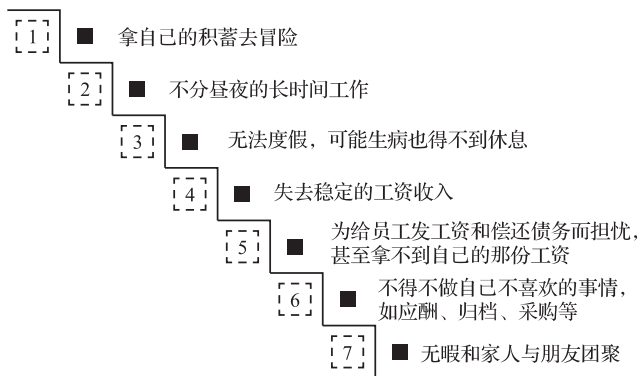 1 ■ 拿自己的积蓄去冒险
2 ■ 不分昼夜的长时间工作
3 ■ 无法度假，可能生病也得不到休息
4 ■ 失去稳定的工资收入
5 ■ 为给员工发工资和偿还债务而担忧，
甚至拿不到自己的那份工资
6 ■ 不得不做自己不喜欢的事情，
如应酬、归档、采购等
7 ■ 无暇和家人与朋友团聚